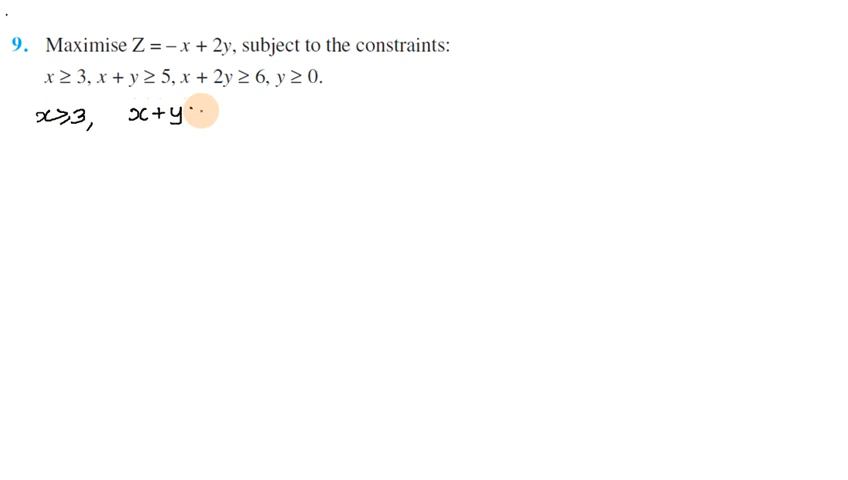 9. Maximise Z = – x + 2y, subject to the constraints:
x ≥ 3, x + y ≥ 5, x + 2y ≥ 6, y ≥ 0.
x≥3, x+y